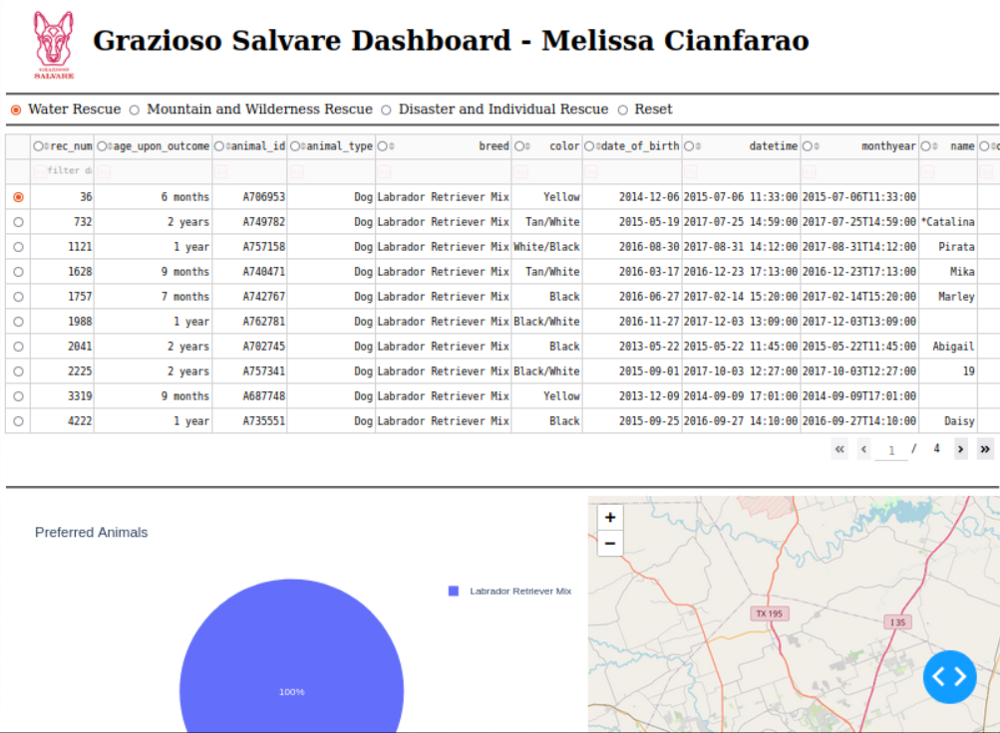 Grazioso Salvare Dashboard - Melissa Cianfarao
GRAZIOSO
SALVARE
Water Rescue Mountain and Wilderness Rescue Disaster and Individual Rescue Reset
rec_num age_upon_outcome animal_id animal_type breed color date_of_birth datetime monthyear name
filter d
36 6 months A706953 Dog Labrador Retriever Mix Yellow 2014-12-06 2015-07-06 11:33:00 2015-07-06T11:33:00
732 2 years A749782 Dog Labrador Retriever Mix Tan/White 2015-05-19 2017-07-25 14:59:00 2017-07-25T14:59:00 *Catalina
1121 1 year A757158 Dog Labrador Retriever Mix White/Black 2016-08-30 2017-08-31 14:12:00 2017-08-31T14:12:00 Pirata
1628 9 months A740471 Dog Labrador Retriever Mix Tan/White 2016-03-17 2016-12-23 17:13:00 2016-12-23T17:13:00 Mika
1757 7 months A742767 Dog Labrador Retriever Mix Black 2016-06-27 2017-02-14 15:20:00 2017-02-14T15:20:00 Marley
1988 1 year A762781 Dog Labrador Retriever Mix Black/White 2016-11-27 2017-12-03 13:09:00 2017-12-03T13:09:00
2041 2 years A702745 Dog Labrador Retriever Mix Black 2013-05-22 2015-05-22 11:45:00 2015-05-22T11:45:00 Abigail
2225 2 years A757341 Dog Labrador Retriever Mix Black/White 2015-09-01 2017-10-03 12:27:00 2017-10-03T12:27:00 19
3319 9 months A687748 Dog Labrador Retriever Mix Yellow 2013-12-09 2014-09-09 17:01:00 2014-09-09T17:01:00
4222 1 year A735551 Dog Labrador Retriever Mix Black 2015-09-25 2016-09-27 14:10:00 2016-09-27T14:10:00 Daisy
« ‹ 1 / 4 › »
Preferred Animals
Labrador Retriever Mix
100%
+
−
TX 195
I 35